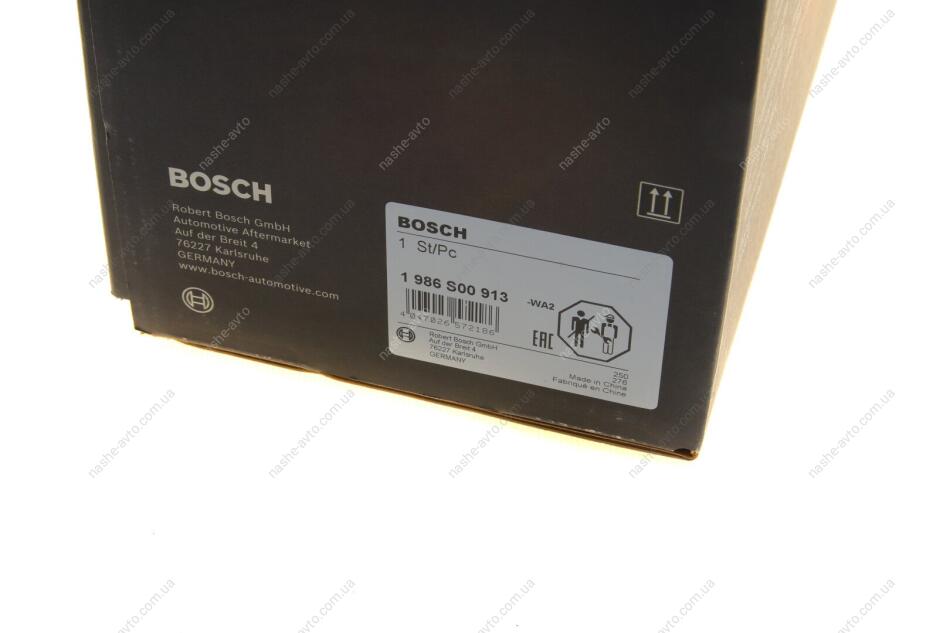 BOSCH
Robert Bosch GmbH
Automotive Aftermarket
Auf der Breit 4
76227 Karlsruhe
GERMANY
www.bosch-automotive.com
BOSCH
1 St/Pc
1 986 S00 913
-WA2
4 047026 572186
EAC
Robert Bosch GmbH
Auf der Breit 4
76227 Karlsruhe
GERMANY
250
276
Made in China
Fabriqué en Chine
nashe-avto.com.ua
nashe-avto